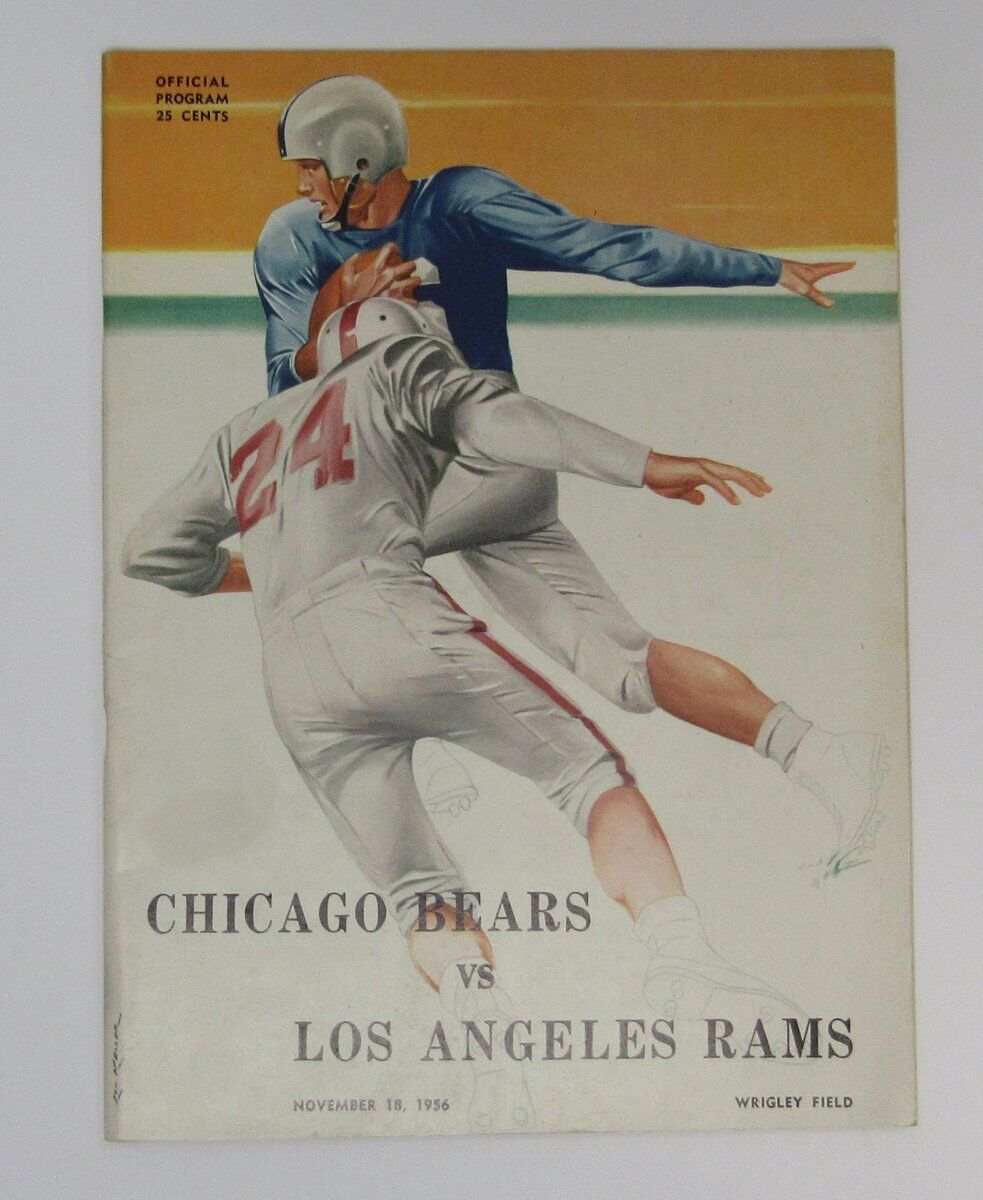 OFFICIAL
PROGRAM
25 CENTS
24
CHICAGO BEARS
VS
LOS ANGELES RAMS
NOVEMBER 18, 1956 WRIGLEY FIELD